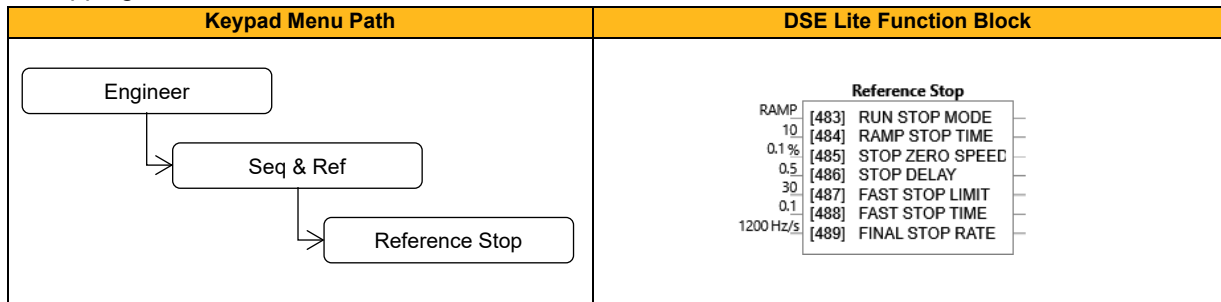 Keypad Menu Path
DSE Lite Function Block
Engineer
Seq & Ref
Reference Stop
Reference Stop
RAMP [483] RUN STOP MODE
10 [484] RAMP STOP TIME
0.1 % [485] STOP ZERO SPEED
0.5 [486] STOP DELAY
30 [487] FAST STOP LIMIT
0.1 [488] FAST STOP TIME
1200 Hz/s [489] FINAL STOP RATE